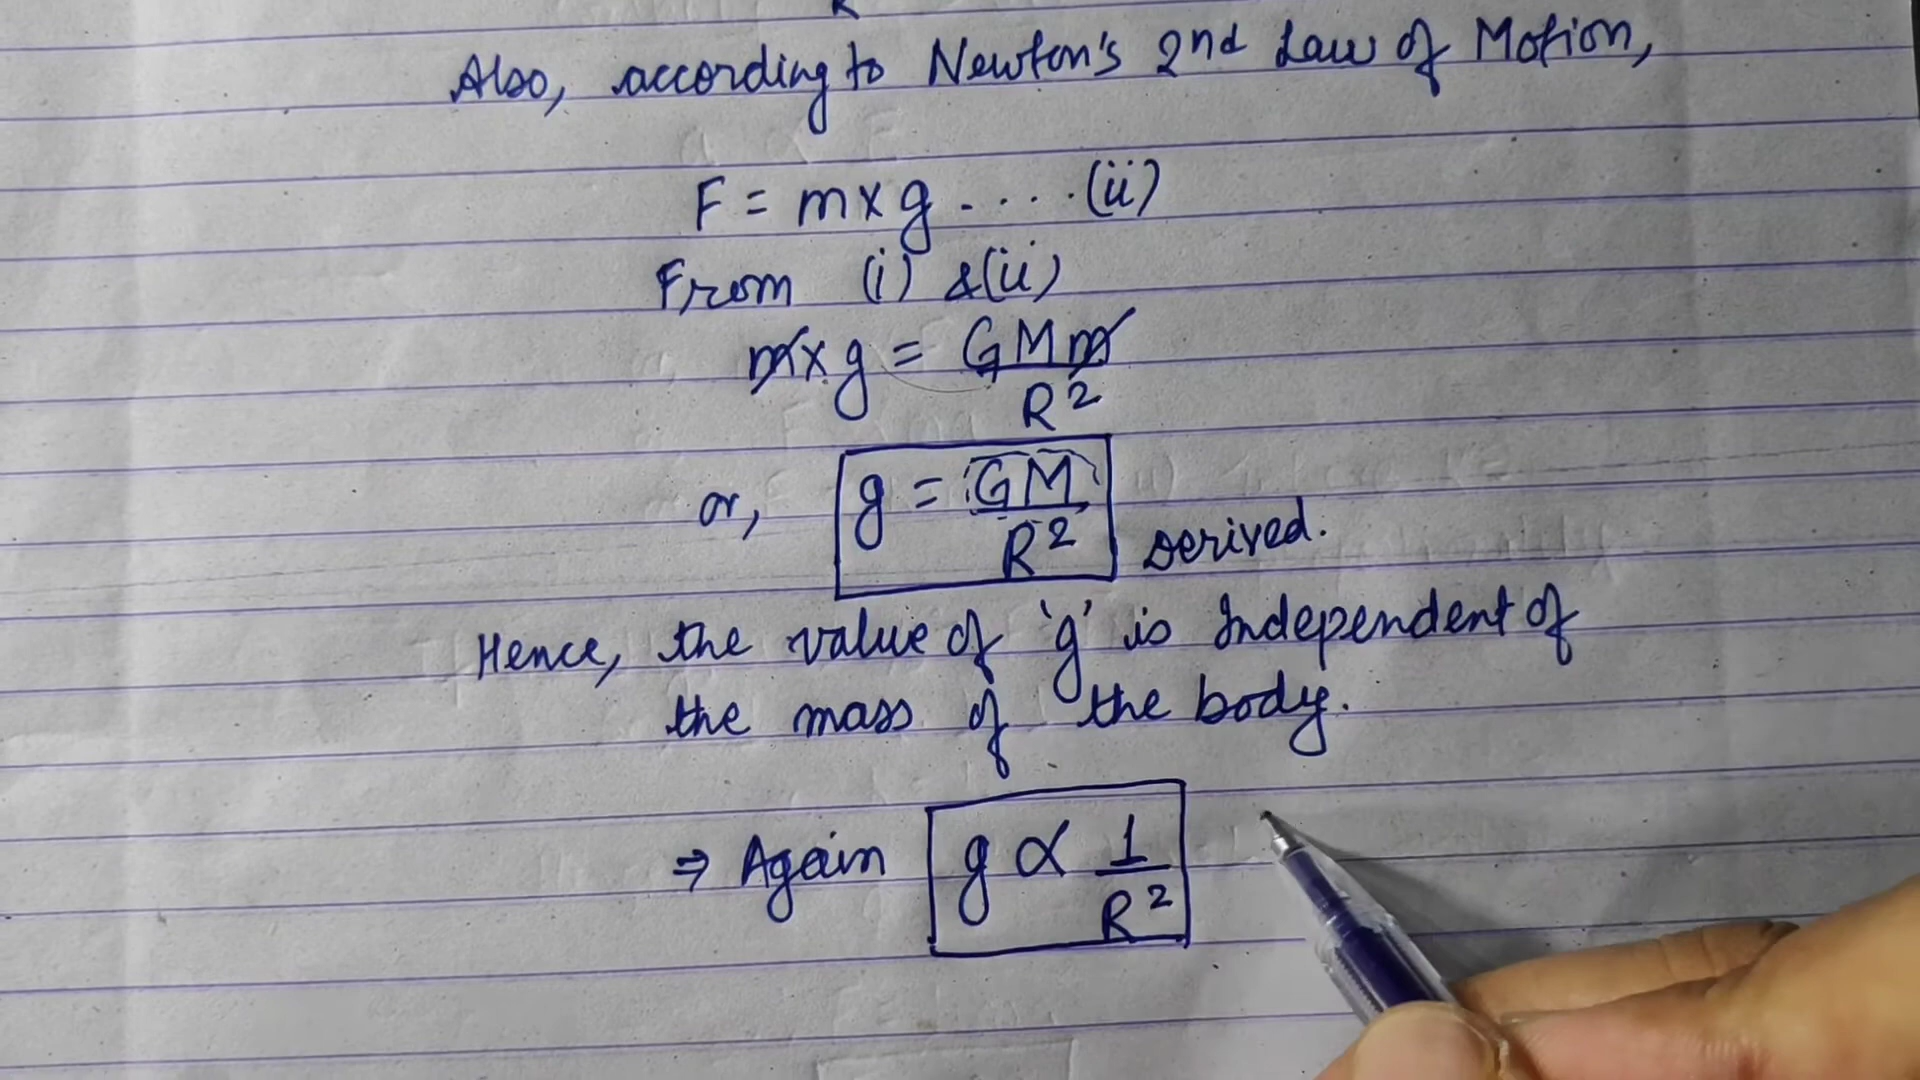 Also, according to Newton's 2nd Law of Motion,
F = m x g ..... (ii)
From (i) & (ii)
m x g = GMm / R²
or, g = GM / R² Derived.
Hence, the value of 'g' is Independent of
the mass of the body.
⇒ Again g ∝ 1 / R²